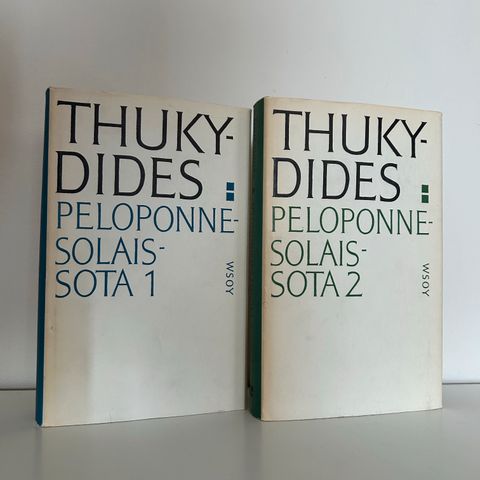 THUKY-
DIDES:
PELOPONNE-
SOLAIS-
SOTA 1
WSOY
THUKY-
DIDES:
PELOPONNE-
SOLAIS-
SOTA 2
WSOY